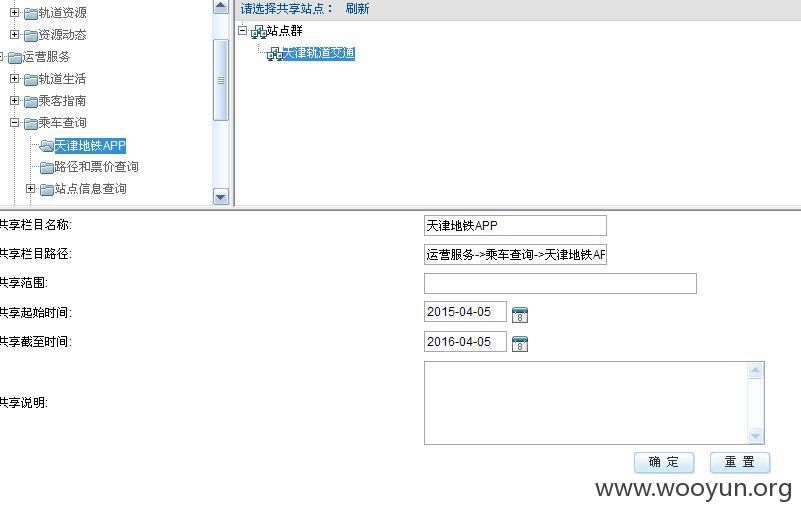 轨道资源
资源动态
运营服务
轨道生活
乘客指南
乘车查询
天津地铁APP
路径和票价查询
站点信息查询
请选择共享站点： 刷新
站点群
天津轨道交通
共享栏目名称: 天津地铁APP
共享栏目路径: 运营服务->乘车查询->天津地铁AF
共享范围:
共享起始时间: 2015-04-05
共享截至时间: 2016-04-05
共享说明:
确 定 重 置
www.wooyun.org